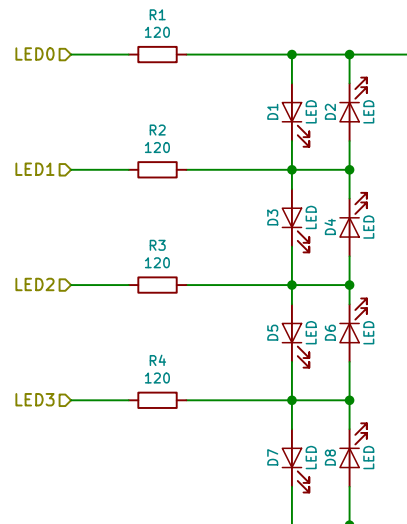 R1
120
LED0
D1
LED
D2
LED
R2
120
LED1
D3
LED
D4
LED
R3
120
LED2
D5
LED
D6
LED
R4
120
LED3
D7
LED
D8
LED